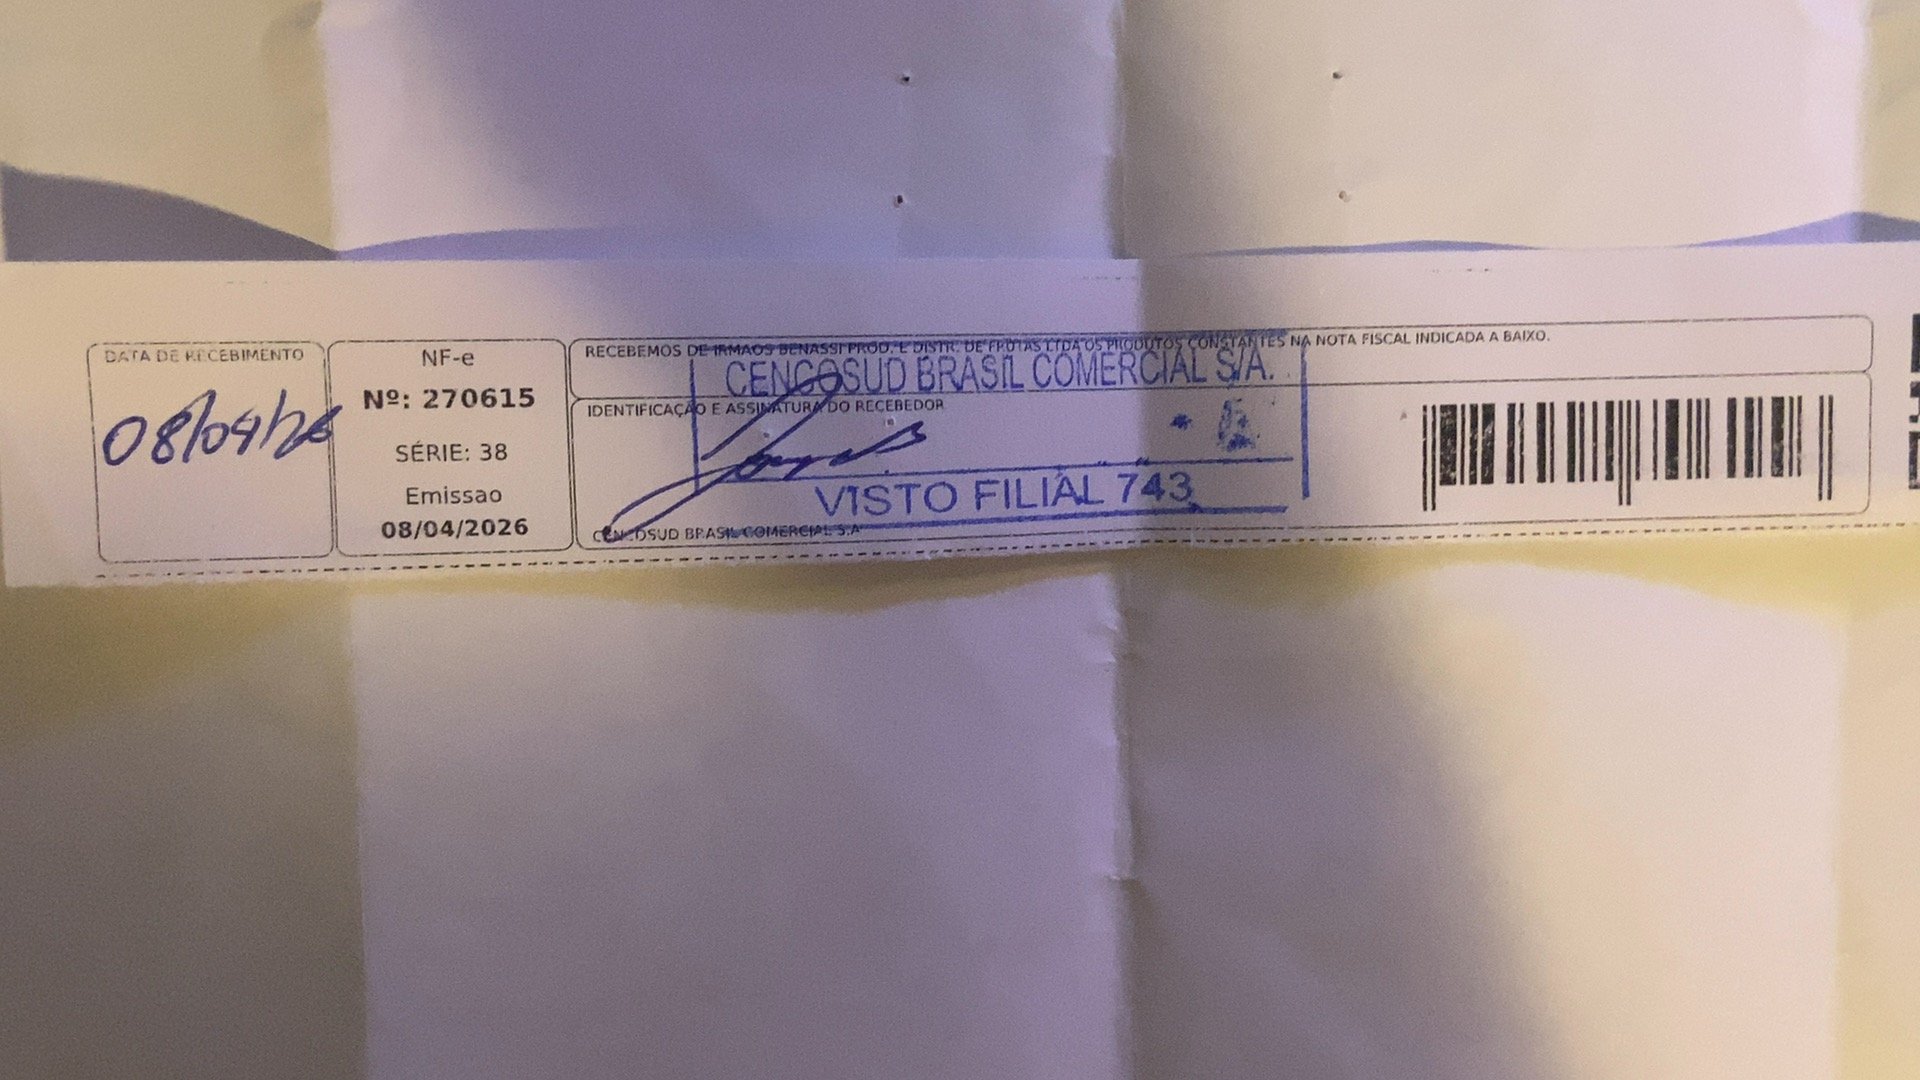 DATA DE RECEBIMENTO
08/04/26
NF-e
Nº: 270615
SÉRIE: 38
Emissao
08/04/2026
RECEBEMOS DE IRMAOS BENASSI PROD. E DISTR. DE FRUTAS LTDA OS PRODUTOS CONSTANTES NA NOTA FISCAL INDICADA A BAIXO.
CENCOSUD BRASIL COMERCIAL S/A.
IDENTIFICAÇÃO E ASSINATURA DO RECEBEDOR
VISTO FILIAL 743
CENCOSUD BRASIL COMERCIAL S.A